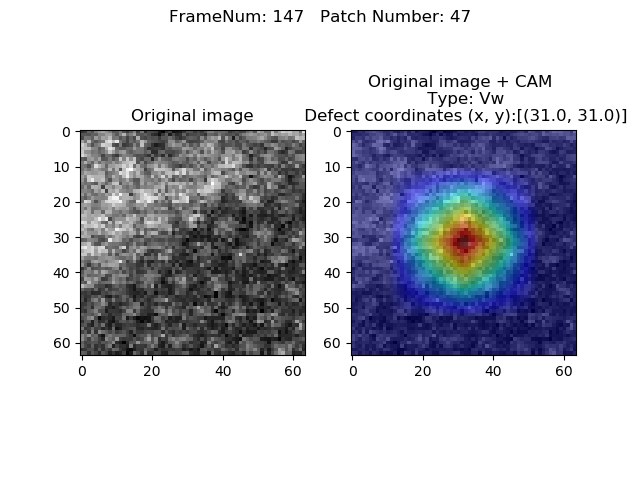 FrameNum: 147   Patch Number: 47
Original image
Original image + CAM
Type: Vw
Defect coordinates (x, y):[(31.0, 31.0)]
0
10
20
30
40
50
60
0 20 40 60
0
10
20
30
40
50
60
0 20 40 60